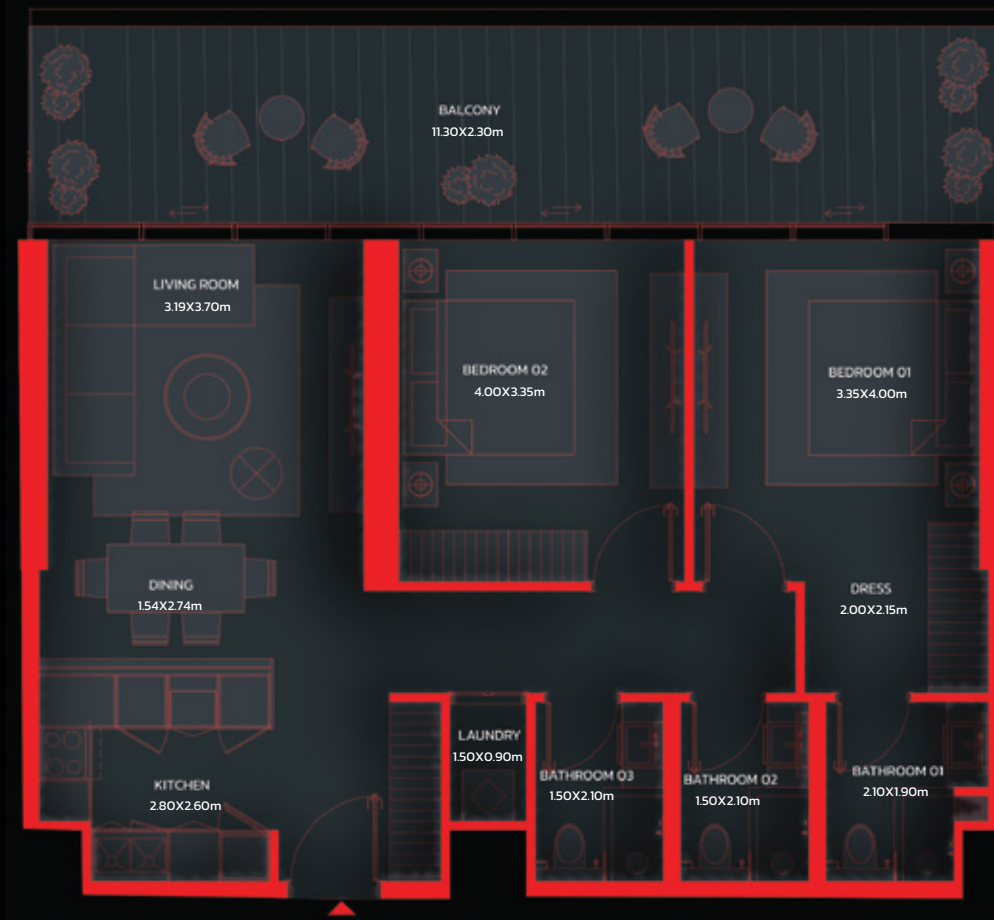 BALCONY
11.30X2.30m
LIVING ROOM
3.19X3.70m
BEDROOM 02
4.00X3.35m
BEDROOM 01
3.35X4.00m
DINING
1.54X2.74m
DRESS
2.00X2.15m
LAUNDRY
1.50X0.90m
KITCHEN
2.80X2.60m
BATHROOM 03
1.50X2.10m
BATHROOM 02
1.50X2.10m
BATHROOM 01
2.10X1.90m